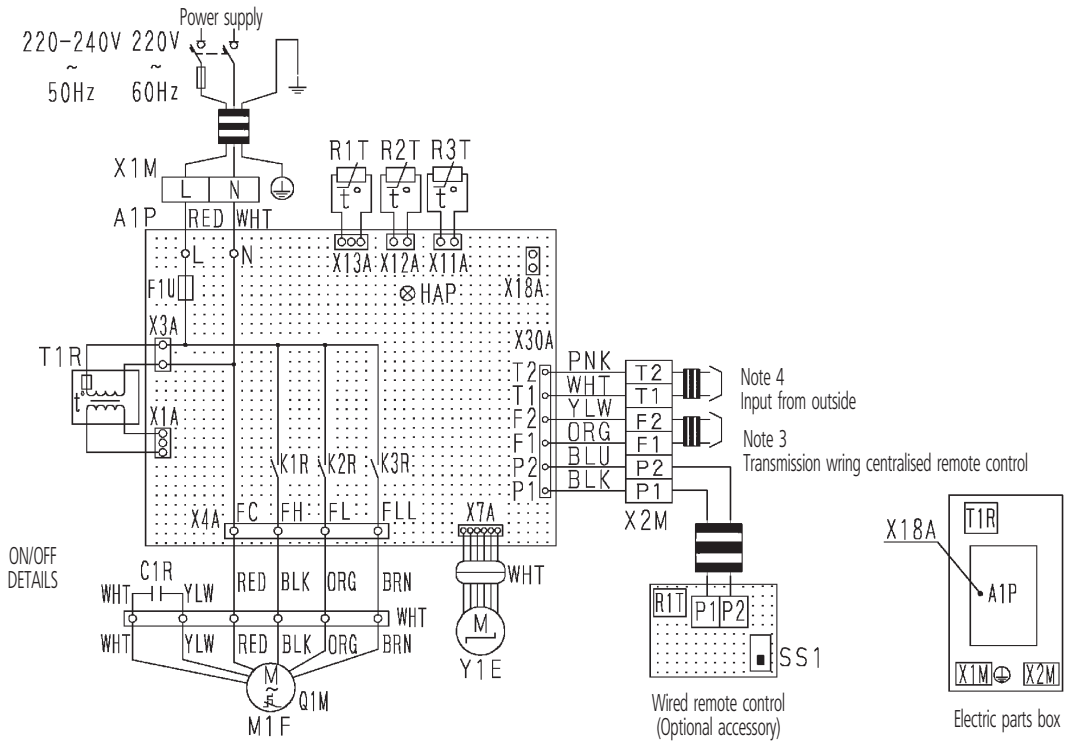 Power supply
220-240V 220V
~ ~
50Hz 60Hz
X1M
L N
A1P RED WHT
R1T R2T R3T
t° t° t°
X13A X12A X11A
L N
F1U
HAP
X18A
X3A
T1R
t°
X1A
X30A
T2 PNK T2
T1 WHT T1
F2 YLW F2
F1 ORG F1
P2 BLU P2
P1 BLK P1
X2M
Note 4
Input from outside
Note 3
Transmission wring centralised remote control
K1R K2R K3R
X4A FC FH FL FLL
X7A
ON/OFF
DETAILS
C1R
WHT YLW RED BLK ORG BRN
WHT
WHT YLW RED BLK ORG BRN
M
~
Q1M
M1F
WHT
M
Y1E
R1T P1 P2
SS1
Wired remote control
(Optional accessory)
T1R
X18A
A1P
X1M X2M
Electric parts box